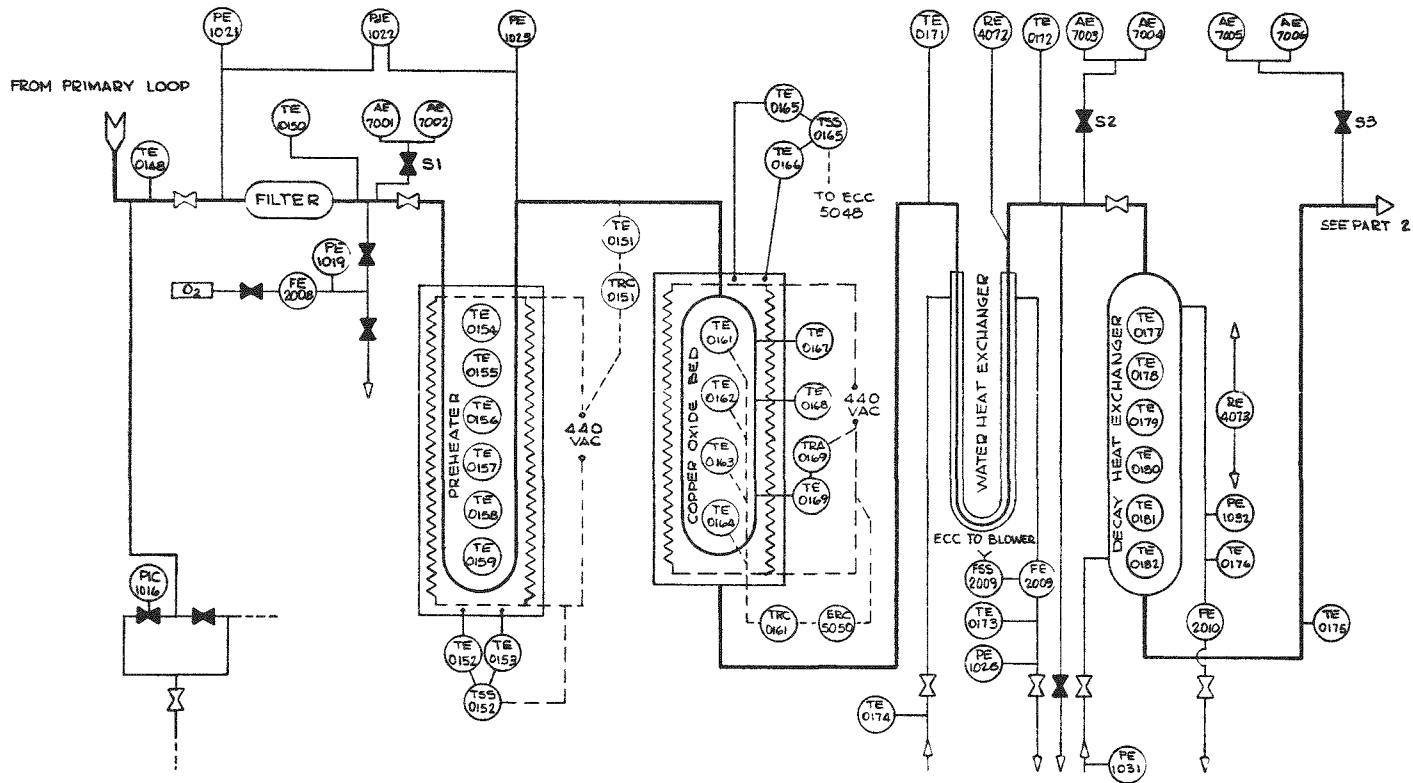 PE
1021
PdE
1022
PE
1023
TE
0171
RE
4072
TE
0172
AE
7003
AE
7004
AE
7005
AE
7006
FROM PRIMARY LOOP
TE
0148
TE
0150
AE
7001
AE
7002
S1
FILTER
TE
0165
TSS
0165
TE
0166
TO ECC
5048
S2
S3
SEE PART 2
O2
FE
2008
PE
1019
TE
0151
TRC
0151
PREHEATER
TE
0154
TE
0155
TE
0156
TE
0157
TE
0158
TE
0159
440
VAC
COPPER OXIDE BED
TE
0161
TE
0162
TE
0163
TE
0164
TE
0167
TE
0168
TRA
0169
TE
0169
440
VAC
WATER HEAT EXCHANGER
DECAY HEAT EXCHANGER
TE
0177
TE
0178
TE
0179
TE
0180
TE
0181
TE
0182
RE
4073
PE
1032
TE
0176
ECC TO BLOWER
FSS
2009
FE
2009
TE
0173
PE
1028
PIC
1016
TE
0152
TE
0153
TSS
0152
TRC
0161
ERC
5050
FE
2010
TE
0175
TE
0174
PE
1031